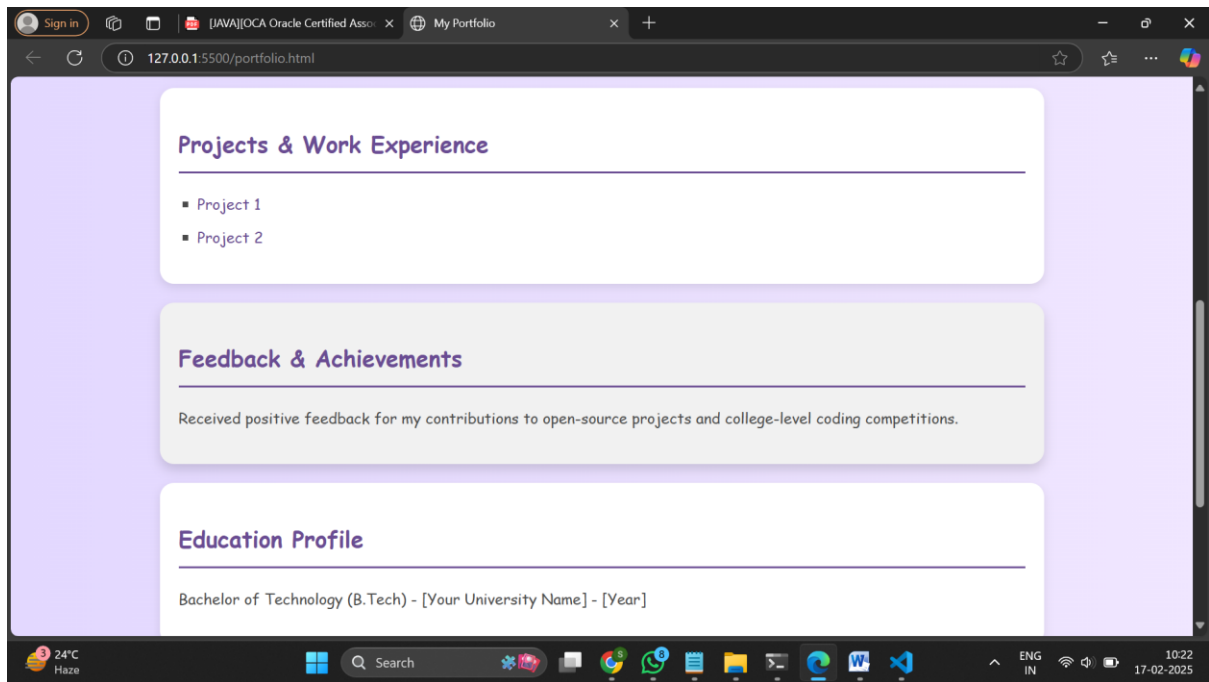 Sign in
[JAVA][OCA Oracle Certified Asso
My Portfolio
127.0.0.1:5500/portfolio.html
Projects & Work Experience
Project 1
Project 2
Feedback & Achievements
Received positive feedback for my contributions to open-source projects and college-level coding competitions.
Education Profile
Bachelor of Technology (B.Tech) - [Your University Name] - [Year]
3
24°C
Haze
Search
S
8
ENG
IN
10:22
17-02-2025